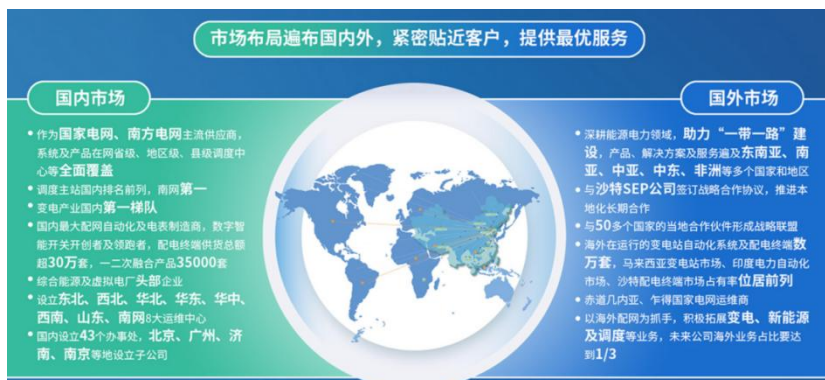 市场布局遍布国内外，紧密贴近客户，提供最优服务
国内市场
作为国家电网、南方电网主流供应商，
系统及产品在网省级、地区级、县级调度中
心等全面覆盖
调度主站国内排名前列，南网第一
变电产业国内第一梯队
国内最大配网自动化及电表制造商，数字智
能开关开创者及领跑者，配电终端供货总额
超30万套，一二次融合产品35000套
综合能源及虚拟电厂头部企业
设立东北、西北、华北、华东、华中、
西南、山东、南网8大运维中心
国内设立43个办事处，北京、广州、济
南、南京等地设立子公司
国外市场
深耕能源电力领域，助力“一带一路”建
设，产品、解决方案及服务遍及东南亚、南
亚、中亚、中东、非洲等多个国家和地区
与沙特SEP公司签订战略合作协议，推进本
地化长期合作
与50多个国家的当地合作伙伴形成战略联盟
海外在运行的变电站自动化系统及配电终端数
万套，马来西亚变电站市场、印度电力自动化
市场、沙特配电终端市场占有率位居前列
赤道几内亚、乍得国家电网运维商
以海外配网为抓手，积极拓展变电、新能源
及调度等业务，未来公司海外业务占比要达
到1/3